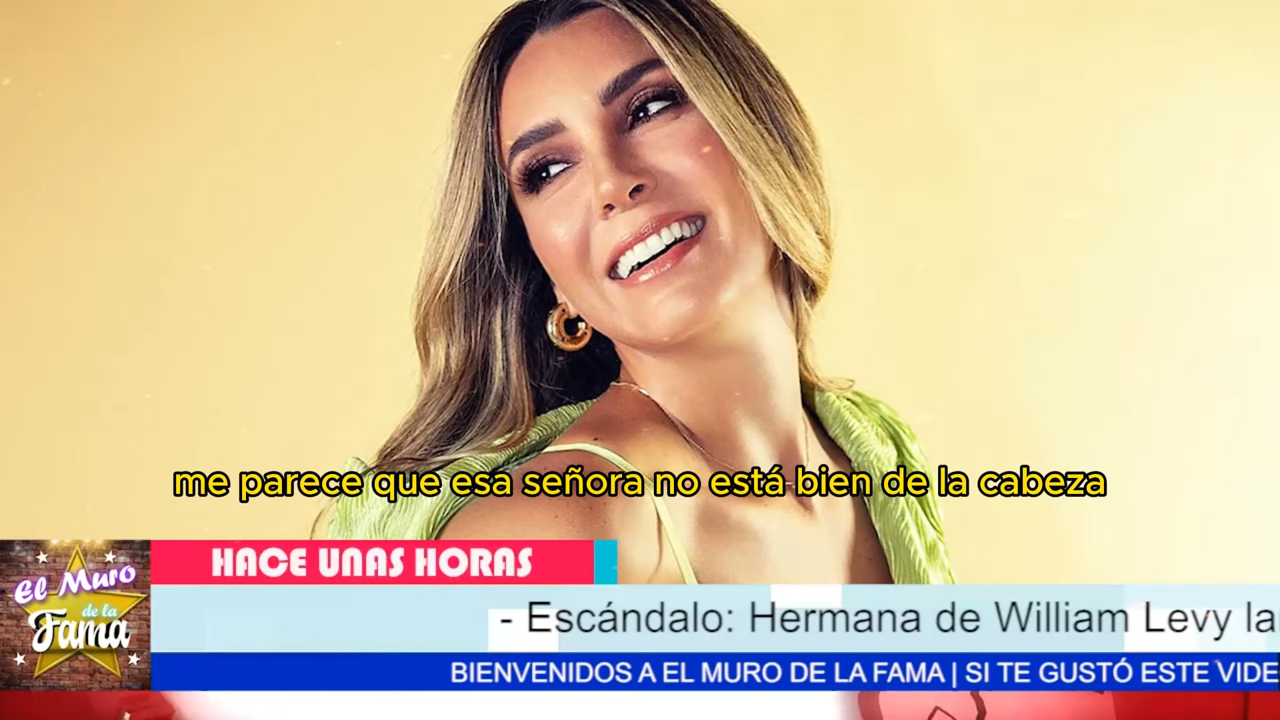 me parece que esa señora no está bien de la cabeza
HACE UNAS HORAS
El Muro
de la
Fama
- Escándalo: Hermana de William Levy la
BIENVENIDOS A EL MURO DE LA FAMA | SI TE GUSTÓ ESTE VIDE